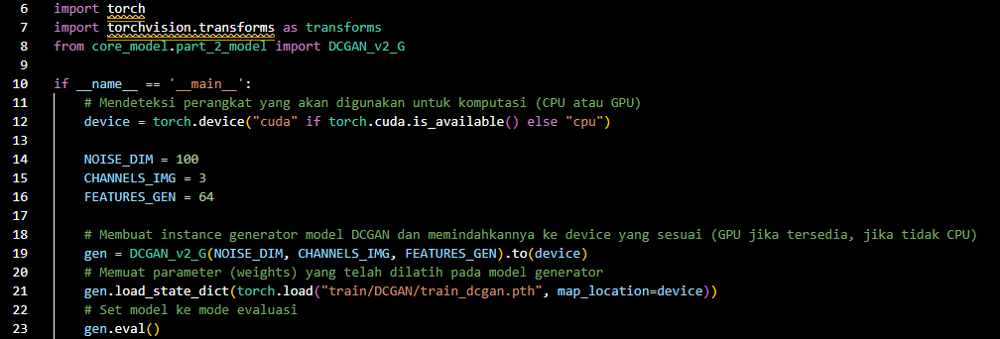 6 import torch
7 import torchvision.transforms as transforms
8 from core_model.part_2_model import DCGAN_v2_G
9
10 if __name__ == '__main__':
11     # Mendeteksi perangkat yang akan digunakan untuk komputasi (CPU atau GPU)
12     device = torch.device("cuda" if torch.cuda.is_available() else "cpu")
13
14     NOISE_DIM = 100
15     CHANNELS_IMG = 3
16     FEATURES_GEN = 64
17
18     # Membuat instance generator model DCGAN dan memindahkannya ke device yang sesuai (GPU jika tersedia, jika tidak CPU)
19     gen = DCGAN_v2_G(NOISE_DIM, CHANNELS_IMG, FEATURES_GEN).to(device)
20     # Memuat parameter (weights) yang telah dilatih pada model generator
21     gen.load_state_dict(torch.load("train/DCGAN/train_dcgan.pth", map_location=device))
22     # Set model ke mode evaluasi
23     gen.eval()